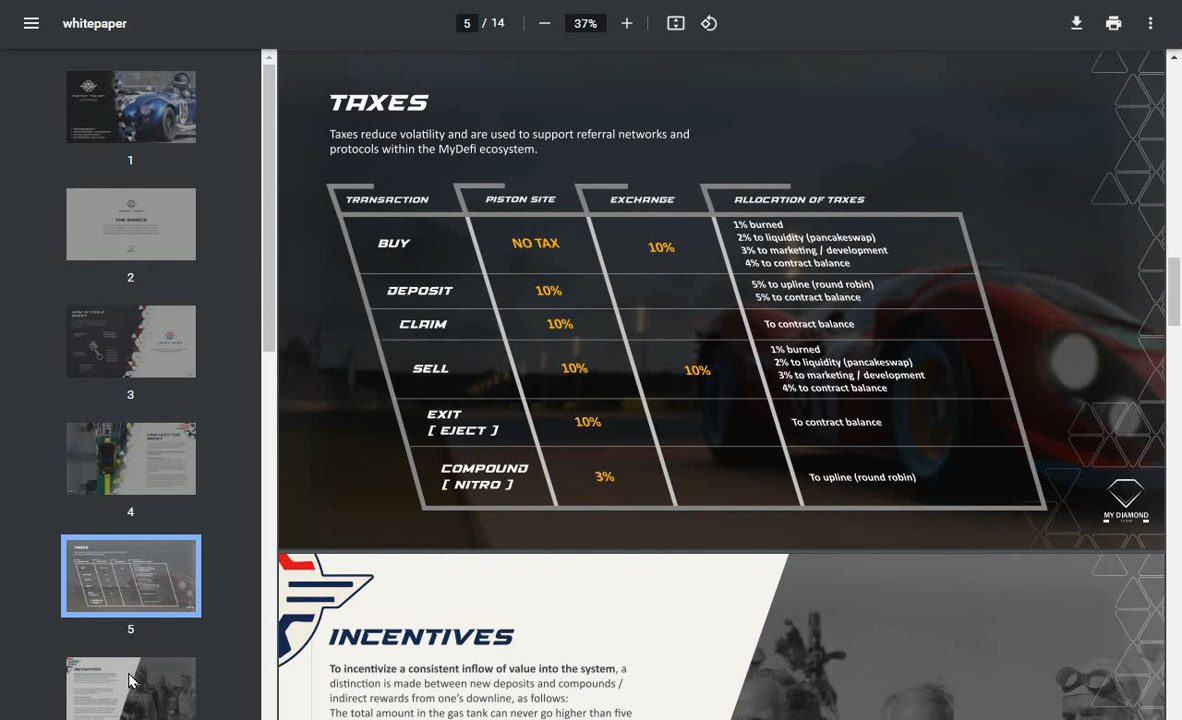 whitepaper
5 / 14
37%
1
2
3
4
5
TAXES
Taxes reduce volatility and are used to support referral networks and
protocols within the MyDefi ecosystem.
TRANSACTION PISTON SITE EXCHANGE ALLOCATION OF TAXES
BUY NO TAX 10%
1% burned
2% to liquidity (pancakeswap)
3% to marketing / development
4% to contract balance
DEPOSIT 10%
5% to upline (round robin)
5% to contract balance
CLAIM 10% To contract balance
SELL 10% 10%
1% burned
2% to liquidity (pancakeswap)
3% to marketing / development
4% to contract balance
EXIT
[ EJECT ] 10% To contract balance
COMPOUND
[ NITRO ] 3% To upline (round robin)
MY DIAMOND
TEAM
INCENTIVES
To incentivize a consistent inflow of value into the system, a
distinction is made between new deposits and compounds /
indirect rewards from one's downline, as follows:
The total amount in the gas tank can never go higher than five